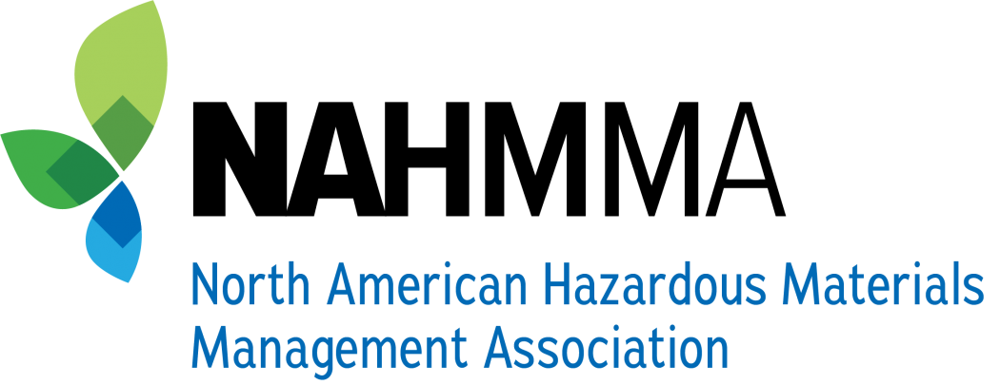 NAHMMA
North American Hazardous Materials
Management Association